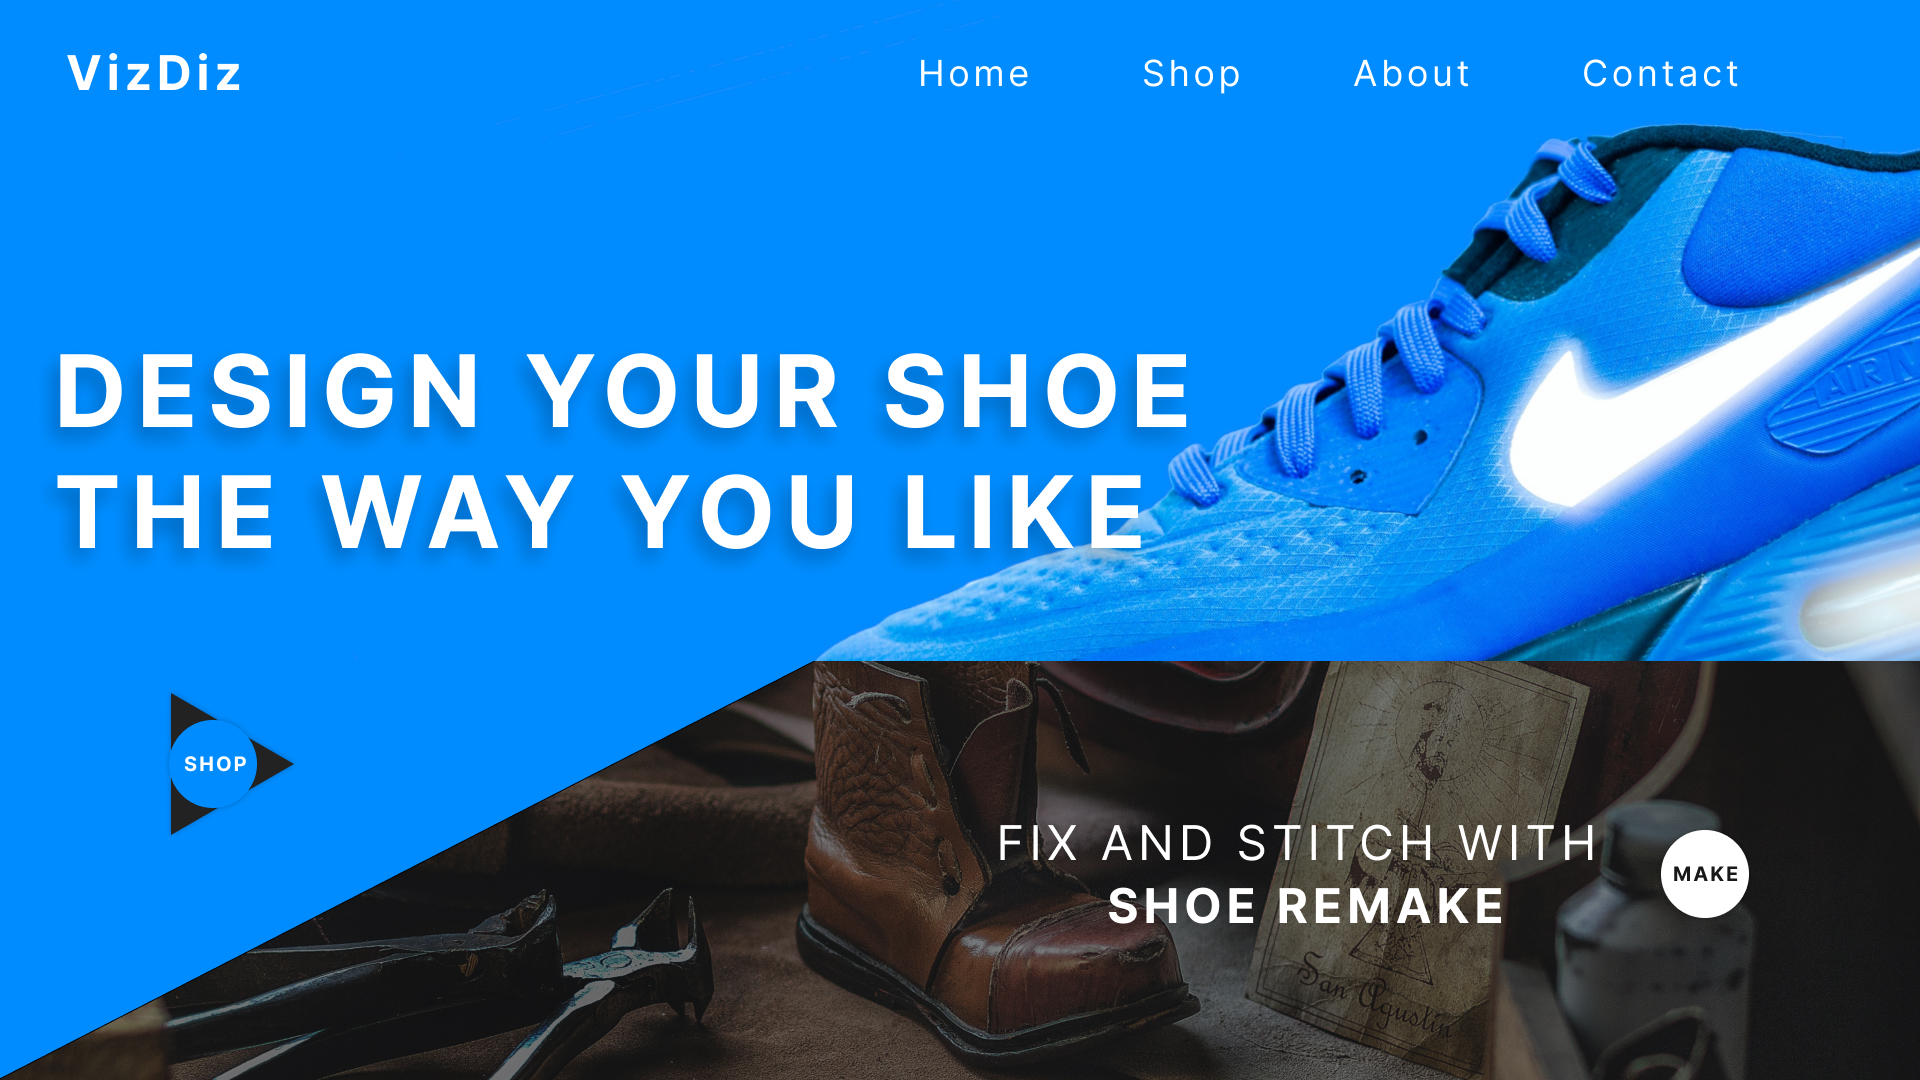 VizDiz
Home Shop About Contact
DESIGN YOUR SHOE
THE WAY YOU LIKE
SHOP
FIX AND STITCH WITH
SHOE REMAKE
MAKE
San Agustin